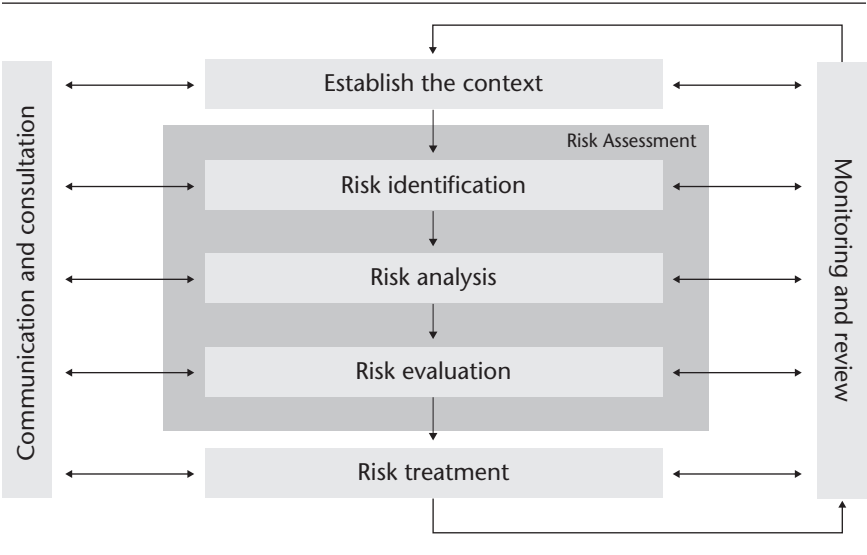 Establish the context
Risk Assessment
Risk identification
Risk analysis
Risk evaluation
Risk treatment
Communication and consultation
Monitoring and review